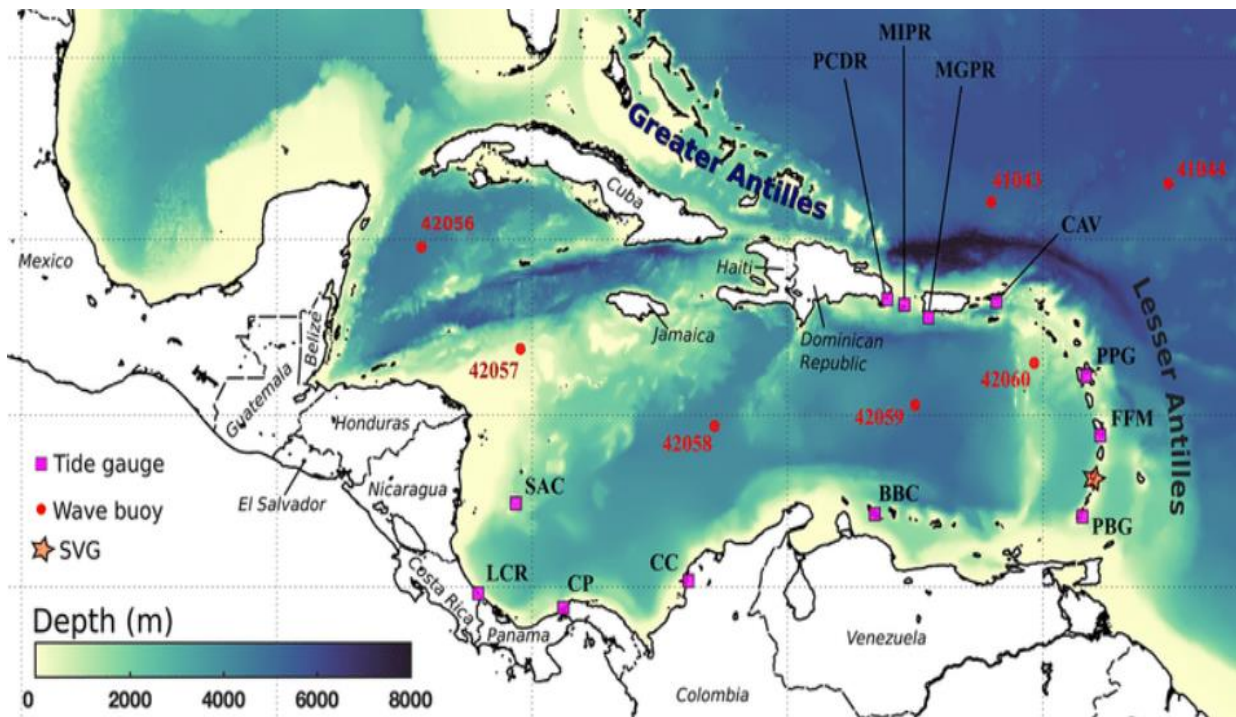 MIPR
PCDR
MGPR
Greater Antilles
41043
41044
Cuba
42056
CAV
Mexico
Haiti
Lesser Antilles
Belize
Jamaica
Dominican
Republic
42057
42060
PPG
Guatemala
42059
Honduras
42058
FFM
Tide gauge
Nicaragua
SAC
BBC
El Salvador
Wave buoy
PBG
SVG
LCR
CP
CC
Costa Rica
Depth (m)
Panama
Venezuela
Colombia
0 2000 4000 6000 8000